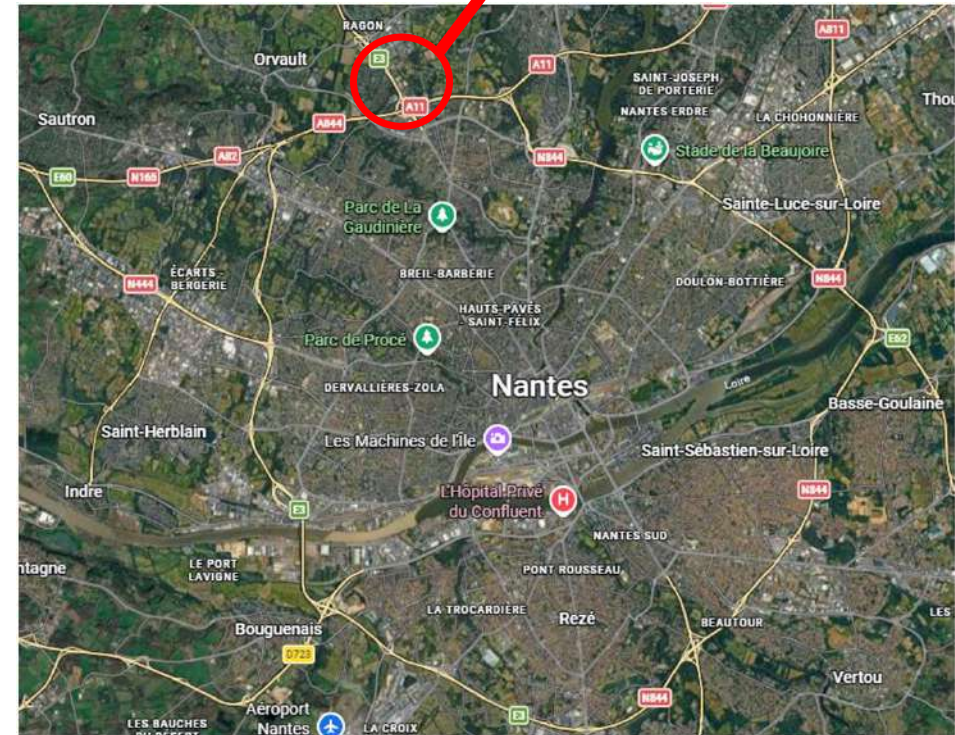 RAGON
A811
Orvault
E3
A11
SAINT-JOSEPH
DE PORTERIE
A11
NANTES ERDRE
Thou
LA CHOHONNIÈRE
Sautron
A844
Stade de la Beaujoire
A82
N844
E60
N165
Parc de La
Gaudinière
Sainte-Luce-sur-Loire
ÉCARTS -
BERGERIE
BREIL-BARBERIE
DOULON-BOTTIÈRE
N844
N444
HAUTS-PAVÉS
- SAINT-FÉLIX
Parc de Procé
E62
DERVALLIÈRES-ZOLA
Nantes
Loire
Basse-Goulaine
Saint-Herblain
Les Machines de l'île
Saint-Sébastien-sur-Loire
Indre
L'Hôpital Privé
du Confluent
H
N844
E3
NANTES SUD
ntagne
LE PORT
LAVIGNE
PONT ROUSSEAU
LA TROCARDIÈRE
Rezé
BEAUTOUR
LES
Bouguenais
D723
Vertou
N844
Aéroport
Nantes
E3
LES BAUCHES
DU DÉSERT
LA CROIX